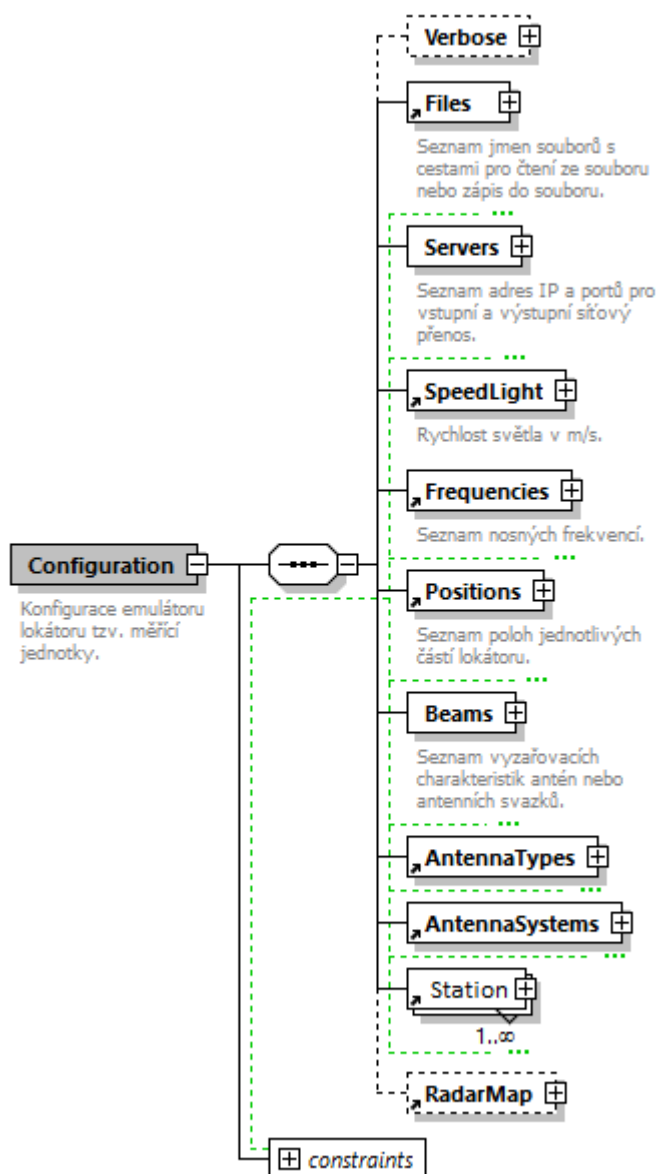 Verbose
Files
Seznam jmen souborů s
cestami pro čtení ze souboru
nebo zápis do souboru.
Servers
Seznam adres IP a portů pro
vstupní a výstupní síťový
přenos.
SpeedLight
Rychlost světla v m/s.
Frequencies
Seznam nosných frekvencí.
Configuration
Konfigurace emulátoru
lokátoru tzv. měřící
jednotky.
Positions
Seznam poloh jednotlivých
částí lokátoru.
Beams
Seznam vyzařovacích
charakteristik antén nebo
antenních svazků.
AntennaTypes
AntennaSystems
Station
1..∞
RadarMap
constraints